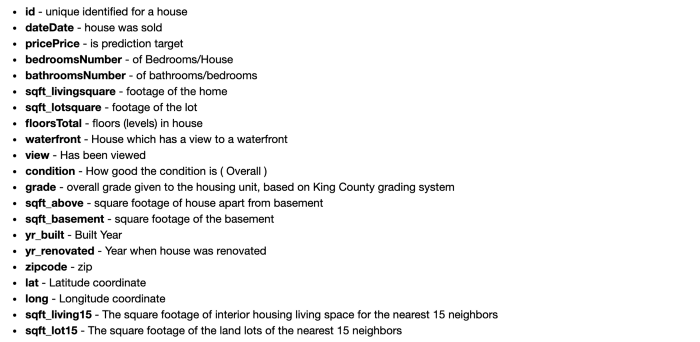 • id - unique identified for a house
• dateDate - house was sold
• pricePrice - is prediction target
• bedroomsNumber - of Bedrooms/House
• bathroomsNumber - of bathrooms/bedrooms
• sqft_livingsquare - footage of the home
• sqft_lotsquare - footage of the lot
• floorsTotal - floors (levels) in house
• waterfront - House which has a view to a waterfront
• view - Has been viewed
• condition - How good the condition is ( Overall )
• grade - overall grade given to the housing unit, based on King County grading system
• sqft_above - square footage of house apart from basement
• sqft_basement - square footage of the basement
• yr_built - Built Year
• yr_renovated - Year when house was renovated
• zipcode - zip
• lat - Latitude coordinate
• long - Longitude coordinate
• sqft_living15 - The square footage of interior housing living space for the nearest 15 neighbors
• sqft_lot15 - The square footage of the land lots of the nearest 15 neighbors